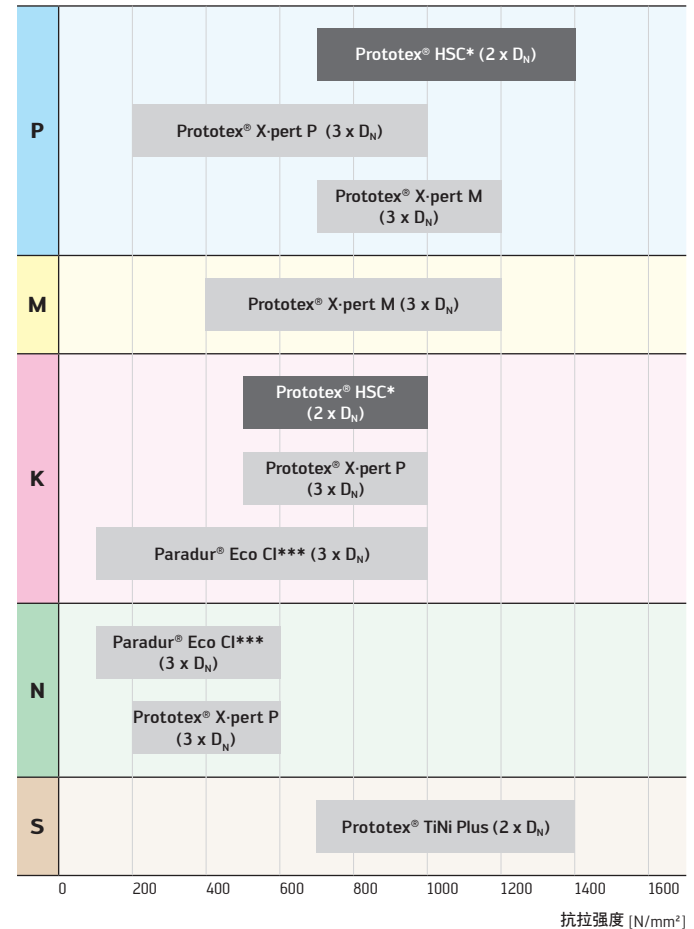 P
Prototex® HSC* (2 x DN)
Prototex® X·pert P (3 x DN)
Prototex® X·pert M
(3 x DN)
M
Prototex® X·pert M (3 x DN)
K
Prototex® HSC*
(2 x DN)
Prototex® X·pert P
(3 x DN)
Paradur® Eco CI*** (3 x DN)
N
Paradur® Eco CI***
(3 x DN)
Prototex® X·pert P
(3 x DN)
S
Prototex® TiNi Plus (2 x DN)
0 200 400 600 800 1000 1200 1400 1600
抗拉强度 [N/mm²]